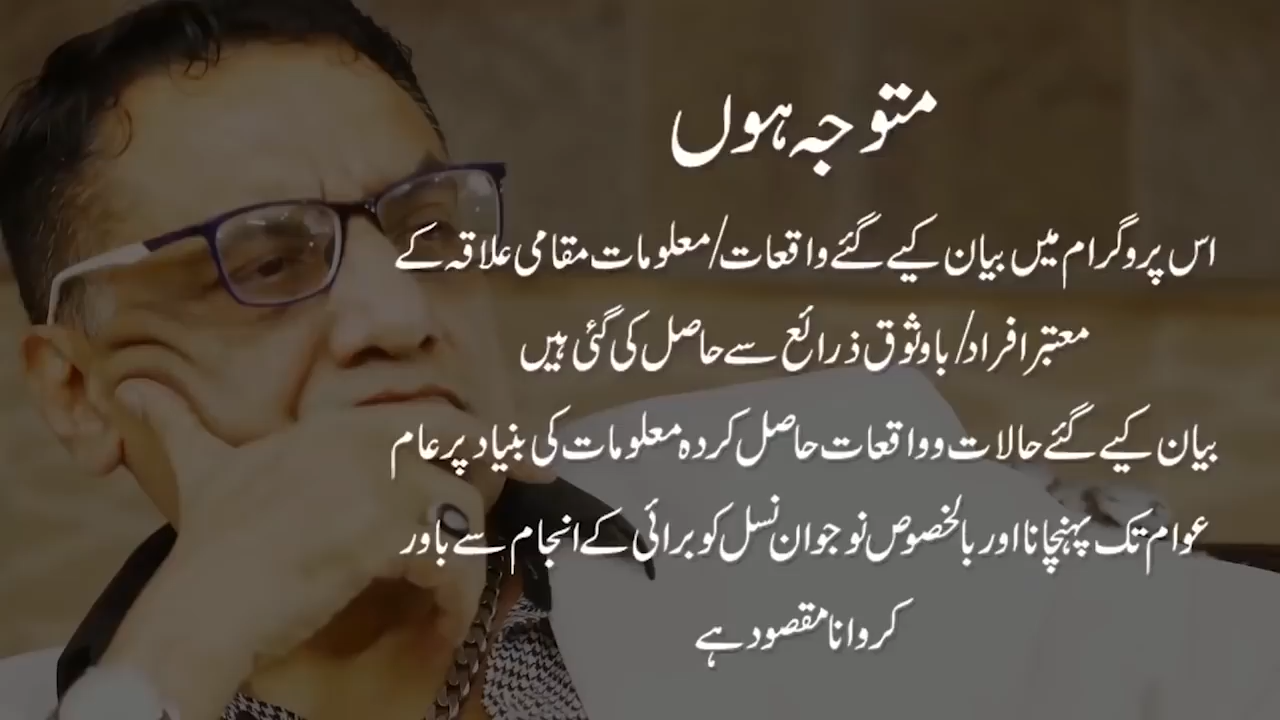 متوجہ ہوں
اس پروگرام میں بیان کیے گئے واقعات/معلومات مقامی علاقہ کے
معتبر افراد/ باوثوق ذرائع سے حاصل کی گئی ہیں
بیان کیے گئے حالات و واقعات حاصل کردہ معلومات کی بنیاد پر عام
عوام تک پہنچانا اور بالخصوص نوجوان نسل کو برائی کے انجام سے باور
کروانا مقصود ہے